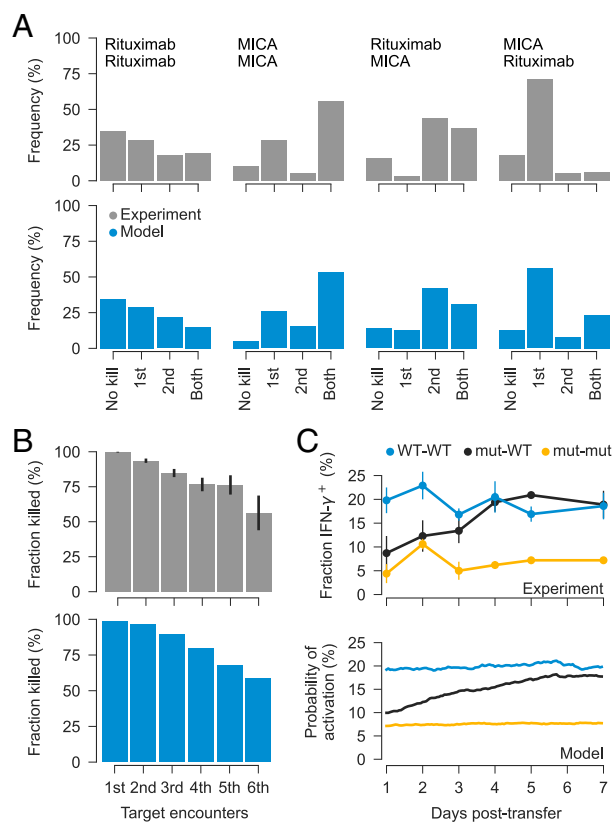 A
Rituximab
Rituximab
MICA
MICA
Rituximab
MICA
MICA
Rituximab
Frequency (%)
100
75
50
25
0
Frequency (%)
100
75
50
25
0
Experiment
Model
No kill
1st
2nd
Both
No kill
1st
2nd
Both
No kill
1st
2nd
Both
No kill
1st
2nd
Both
B
Fraction killed (%)
100
75
50
25
0
Fraction killed (%)
100
75
50
25
0
1st 2nd 3rd 4th 5th 6th
Target encounters
C
WT-WT mut-WT mut-mut
Fraction IFN-γ+ (%)
25
20
15
10
5
0
Experiment
Probability of
activation (%)
25
20
15
10
5
0
Model
1 2 3 4 5 6 7
Days post-transfer